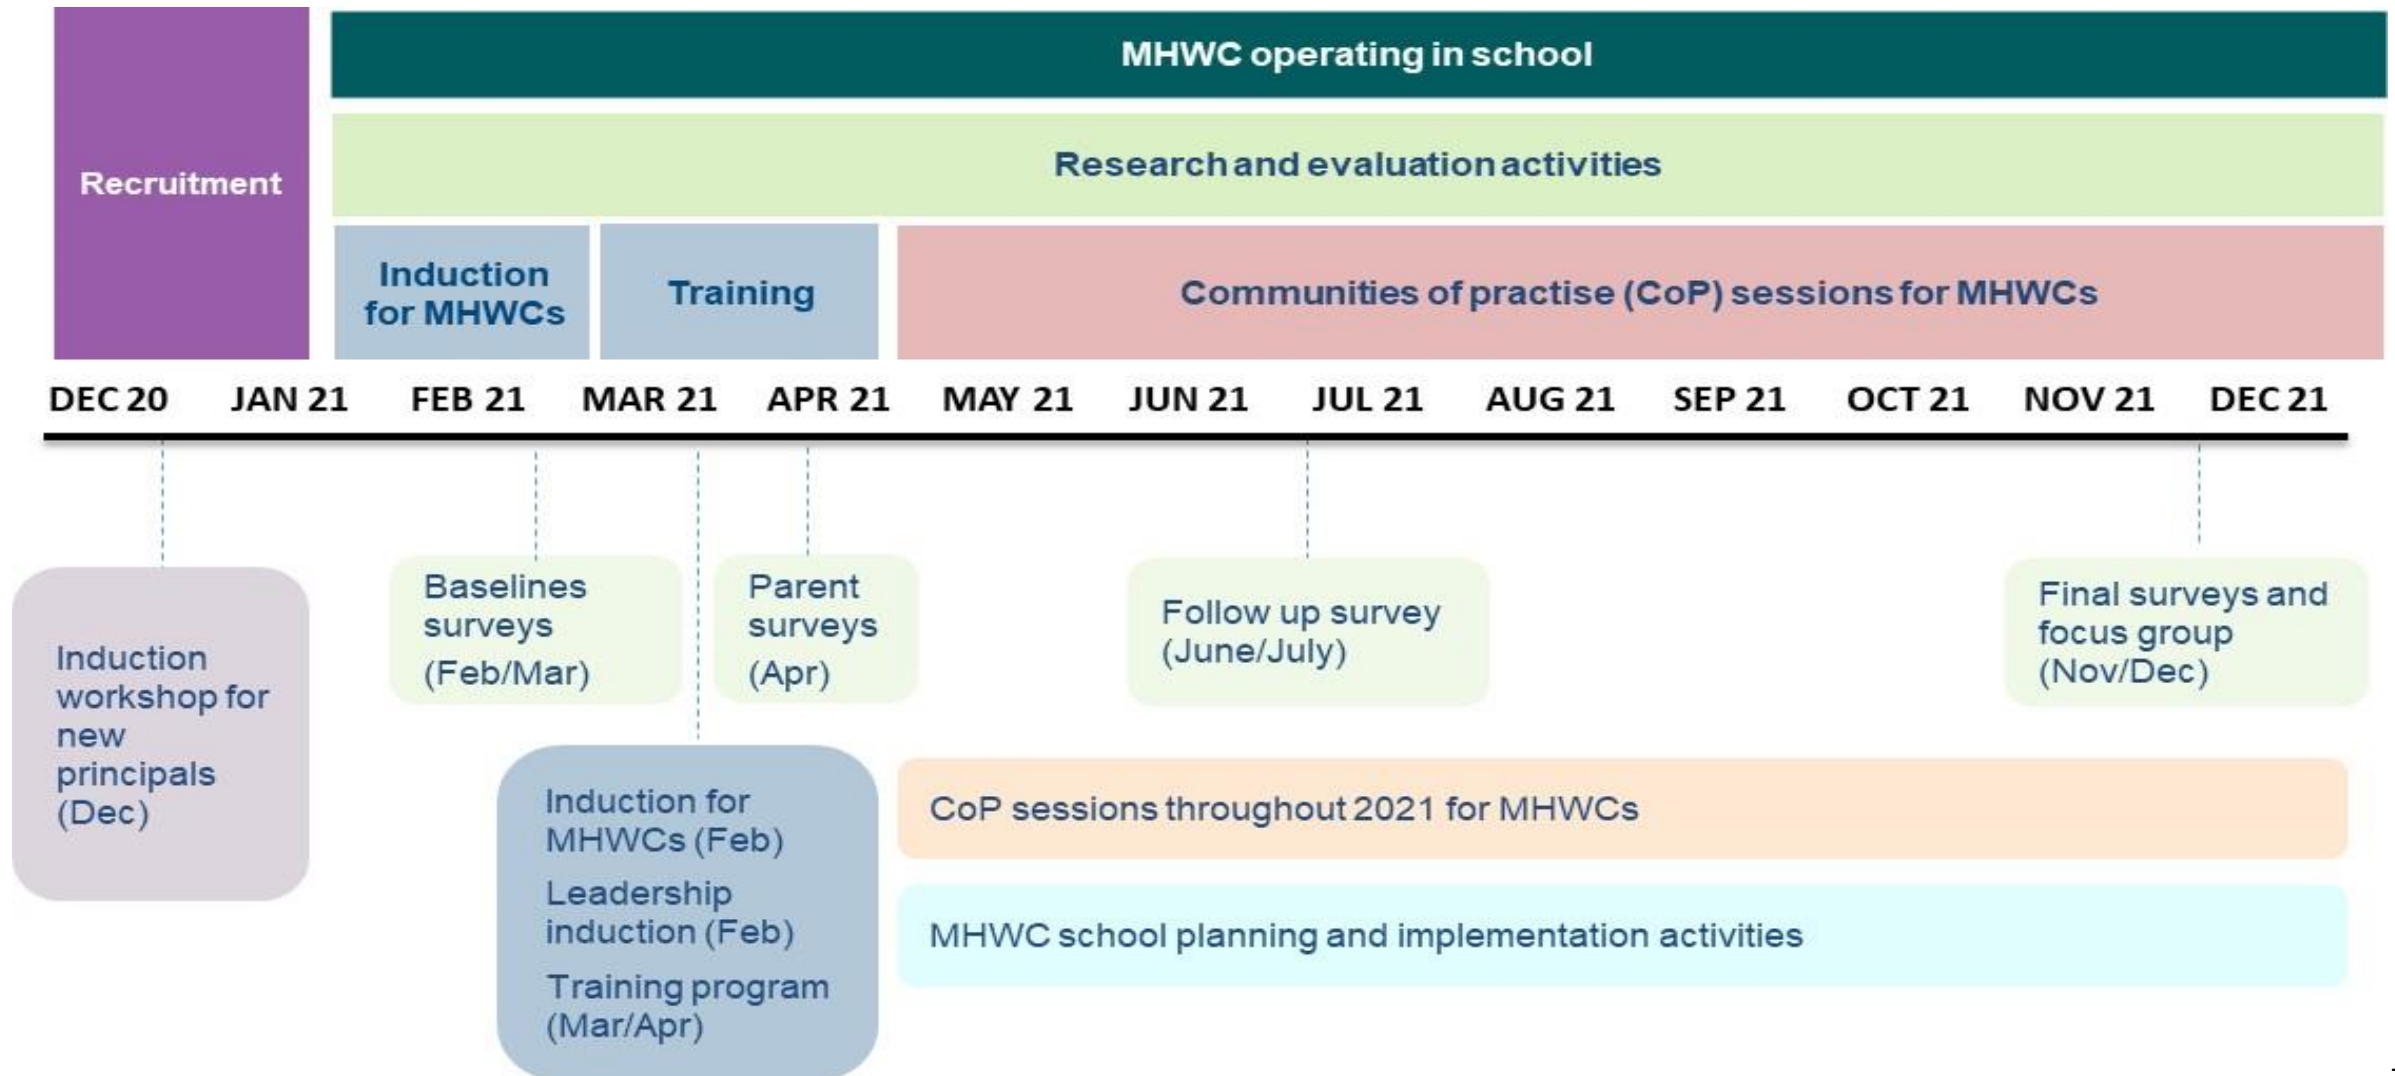 MHWC operating in school
Recruitment
Research and evaluation activities
Induction
for MHWCs
Training
Communities of practise (CoP) sessions for MHWCs
DEC 20 JAN 21 FEB 21 MAR 21 APR 21 MAY 21 JUN 21 JUL 21 AUG 21 SEP 21 OCT 21 NOV 21 DEC 21
Induction
workshop for
new
principals
(Dec)
Baselines
surveys
(Feb/Mar)
Parent
surveys
(Apr)
Follow up survey
(June/July)
Final surveys and
focus group
(Nov/Dec)
Induction for
MHWCs (Feb)
Leadership
induction (Feb)
Training program
(Mar/Apr)
CoP sessions throughout 2021 for MHWCs
MHWC school planning and implementation activities